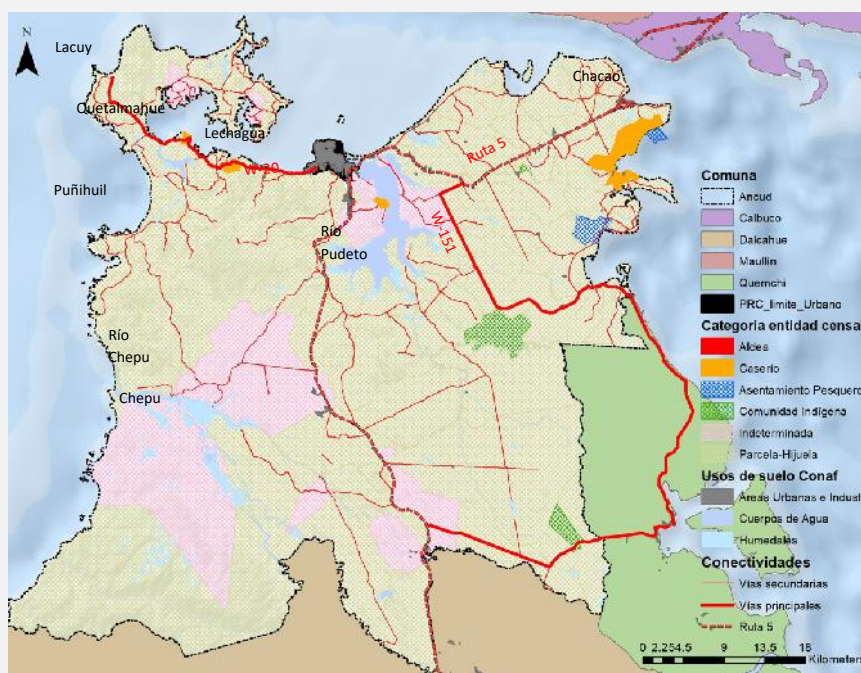 N
Lacuy
Quetalmahue
Lechagua
Chacao
Ruta 5
W-20
Puñihuil
W-151
Río
Pudeto
Río
Chepu
Chepu
Comuna
Ancud
Calbuco
Dalcahue
Maullín
Quemchi
PRC_limite_Urbano
Categoria entidad censa
Aldea
Caserío
Asentamiento Pesquero
Comunidad Indígena
Indeterminada
Parcela-Hijuela
Usos de suelo Conaf
Áreas Urbanas e Indust
Cuerpos de Agua
Humedales
Conectividades
Vías secundarias
Vías principales
Ruta 5
0 2,25 4,5 9 13,5 18
Kilometers